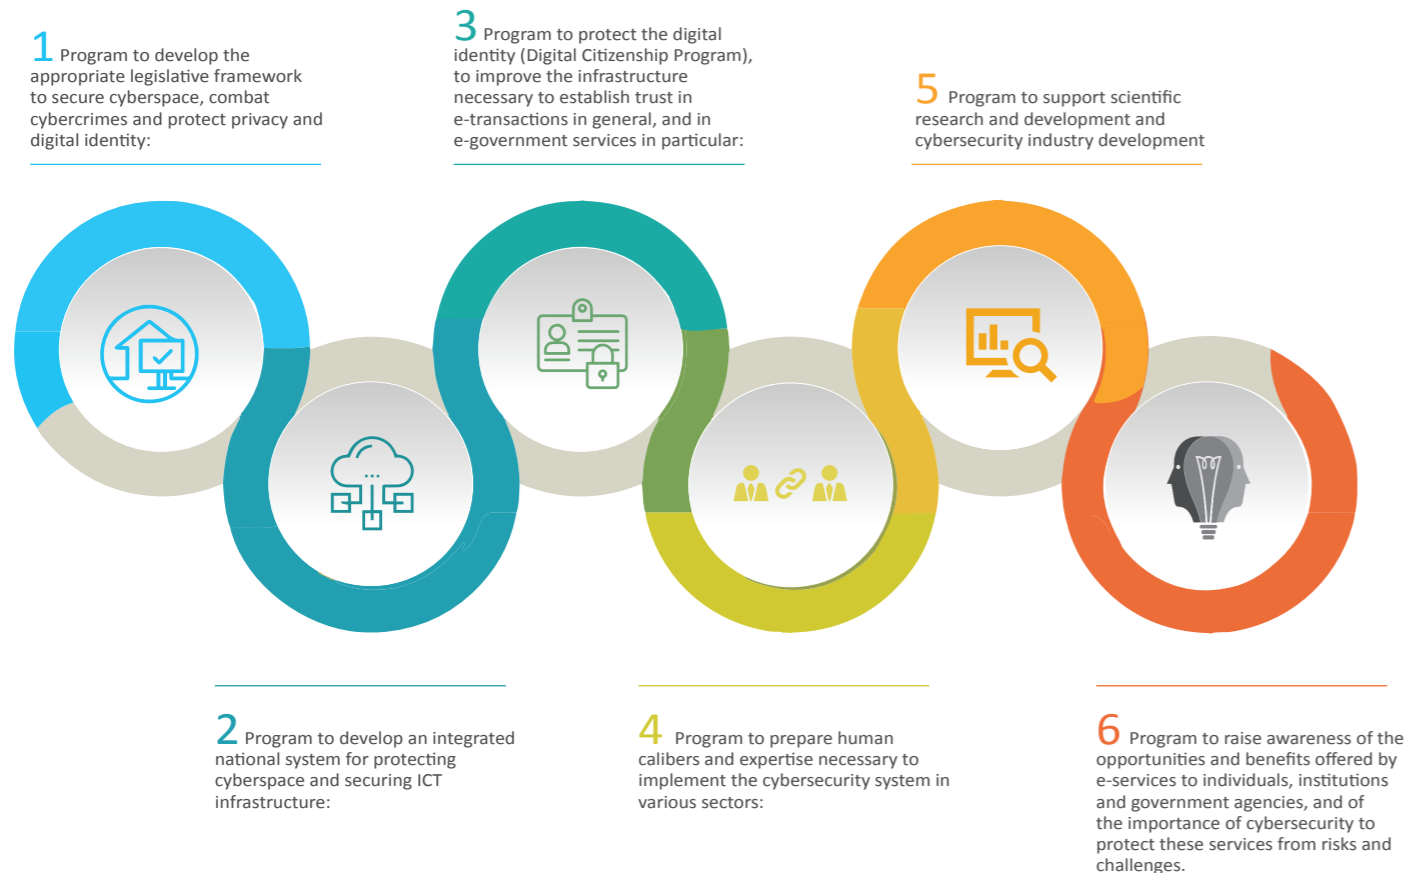 1 Program to develop the
appropriate legislative framework
to secure cyberspace, combat
cybercrimes and protect privacy and
digital identity:
2 Program to develop an integrated
national system for protecting
cyberspace and securing ICT
infrastructure:
3 Program to protect the digital
identity (Digital Citizenship Program),
to improve the infrastructure
necessary to establish trust in
e-transactions in general, and in
e-government services in particular:
4 Program to prepare human
calibers and expertise necessary to
implement the cybersecurity system in
various sectors:
5 Program to support scientific
research and development and
cybersecurity industry development
6 Program to raise awareness of the
opportunities and benefits offered by
e-services to individuals, institutions
and government agencies, and of
the importance of cybersecurity to
protect these services from risks and
challenges.